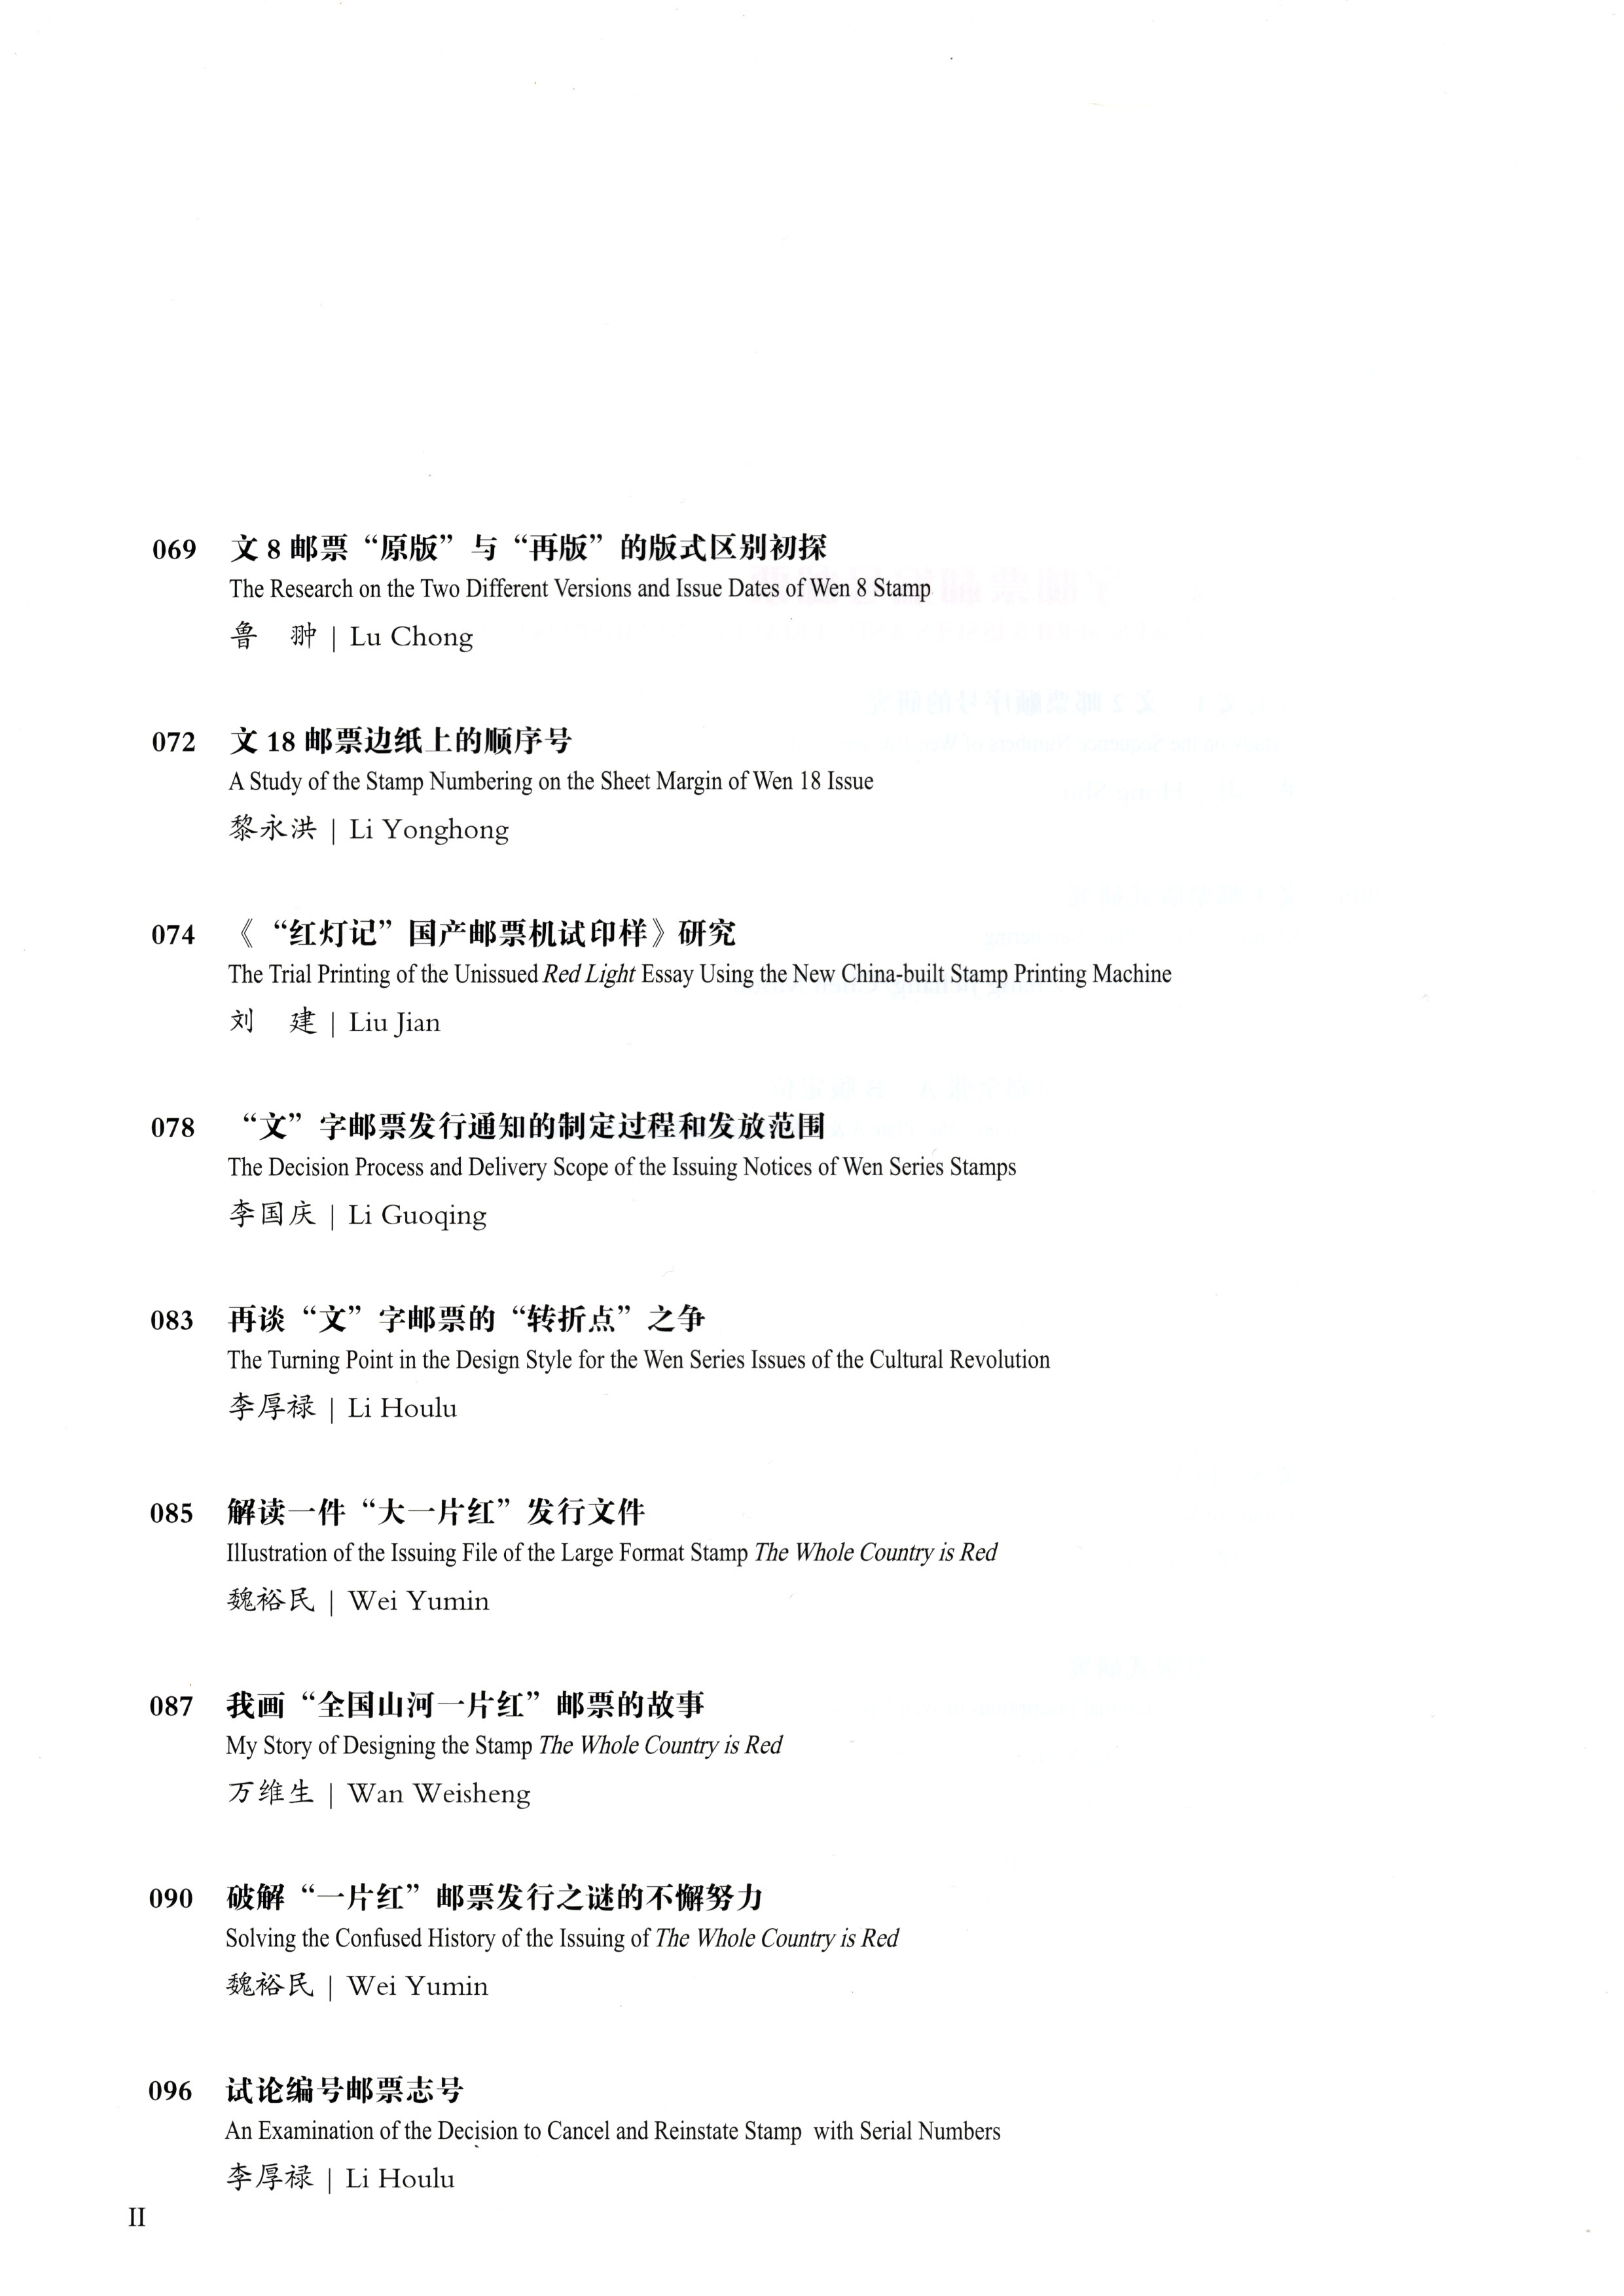 069 文 8 邮票“原版”与“再版”的版式区别初探
The Research on the Two Different Versions and Issue Dates of Wen 8 Stamp
鲁 翀 | Lu Chong
072 文 18 邮票边纸上的顺序号
A Study of the Stamp Numbering on the Sheet Margin of Wen 18 Issue
黎永洪 | Li Yonghong
074 《“红灯记”国产邮票机试印样》研究
The Trial Printing of the Unissued Red Light Essay Using the New China-built Stamp Printing Machine
刘 建 | Liu Jian
078 “文”字邮票发行通知的制定过程和发放范围
The Decision Process and Delivery Scope of the Issuing Notices of Wen Series Stamps
李国庆 | Li Guoqing
083 再谈“文”字邮票的“转折点”之争
The Turning Point in the Design Style for the Wen Series Issues of the Cultural Revolution
李厚禄 | Li Houlu
085 解读一件“大一片红”发行文件
Illustration of the Issuing File of the Large Format Stamp The Whole Country is Red
魏裕民 | Wei Yumin
087 我画“全国山河一片红”邮票的故事
My Story of Designing the Stamp The Whole Country is Red
万维生 | Wan Weisheng
090 破解“一片红”邮票发行之谜的不懈努力
Solving the Confused History of the Issuing of The Whole Country is Red
魏裕民 | Wei Yumin
096 试论编号邮票志号
An Examination of the Decision to Cancel and Reinstate Stamp with Serial Numbers
李厚禄 | Li Houlu
II